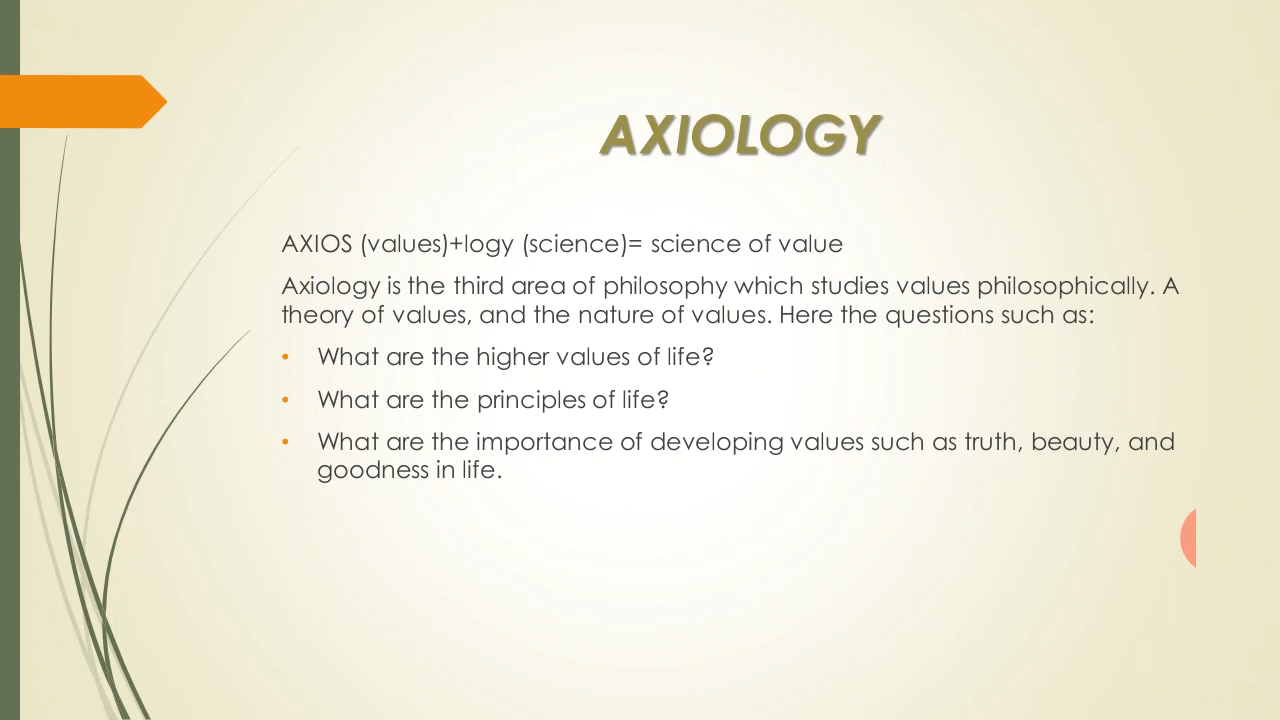 AXIOLOGY
AXIOS (values)+logy (science)= science of value
Axiology is the third area of philosophy which studies values philosophically. A
theory of values, and the nature of values. Here the questions such as:
• What are the higher values of life?
• What are the principles of life?
• What are the importance of developing values such as truth, beauty, and
goodness in life.